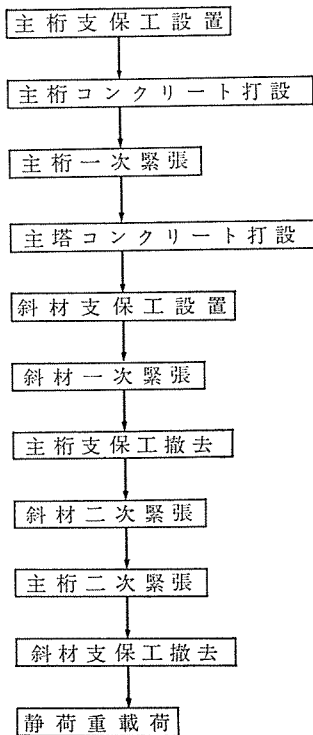 主桁支保工設置
主桁コンクリート打設
主桁一次緊張
主塔コンクリート打設
斜材支保工設置
斜材一次緊張
主桁支保工撤去
斜材二次緊張
主桁二次緊張
斜材支保工撤去
静荷重載荷